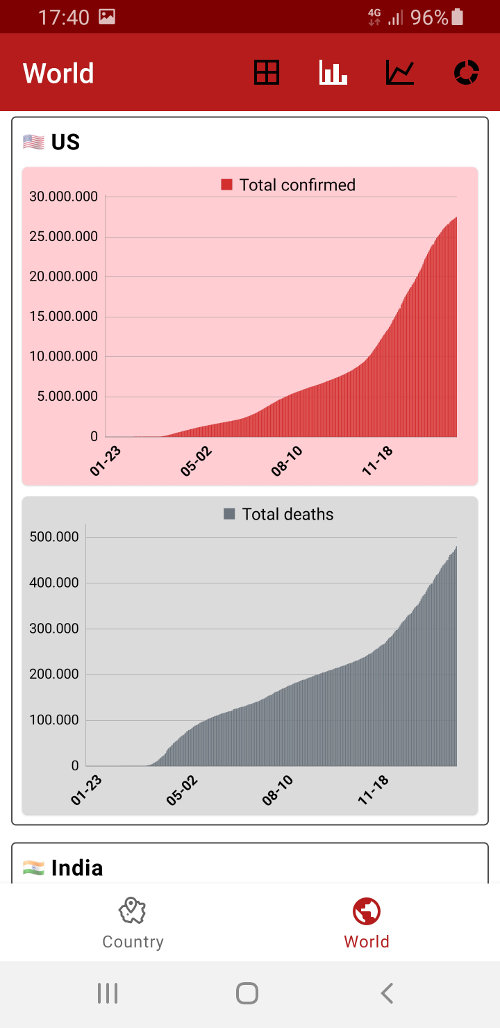 17:40 4G 96%
World
US
Total confirmed
30.000.000
25.000.000
20.000.000
15.000.000
10.000.000
5.000.000
0
01-23 05-02 08-10 11-18
Total deaths
500.000
400.000
300.000
200.000
100.000
0
01-23 05-02 08-10 11-18
India
Country World